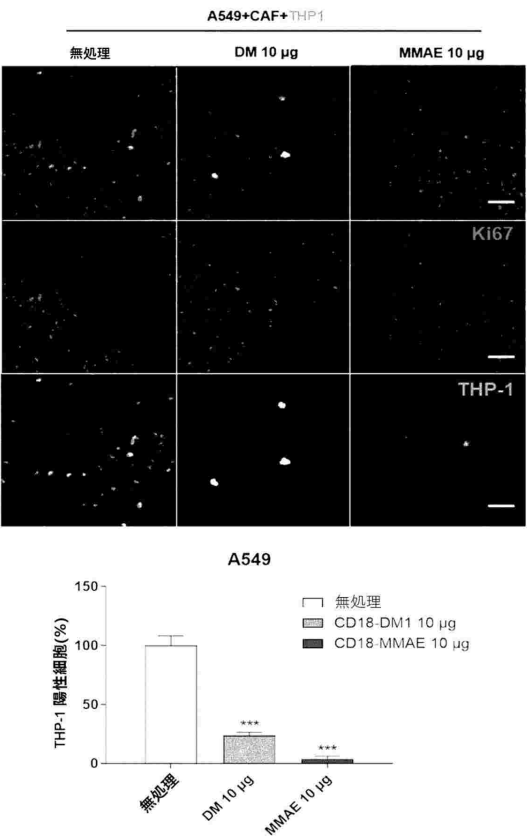 A549+CAF+THP1
無処理 DM 10 µg MMAE 10 µg
Ki67
THP-1
A549
THP-1 陽性細胞(%)
150
100
50
0
無処理
CD18-DM1 10 µg
CD18-MMAE 10 µg
***
***
無処理
DM 10 µg
MMAE 10 µg